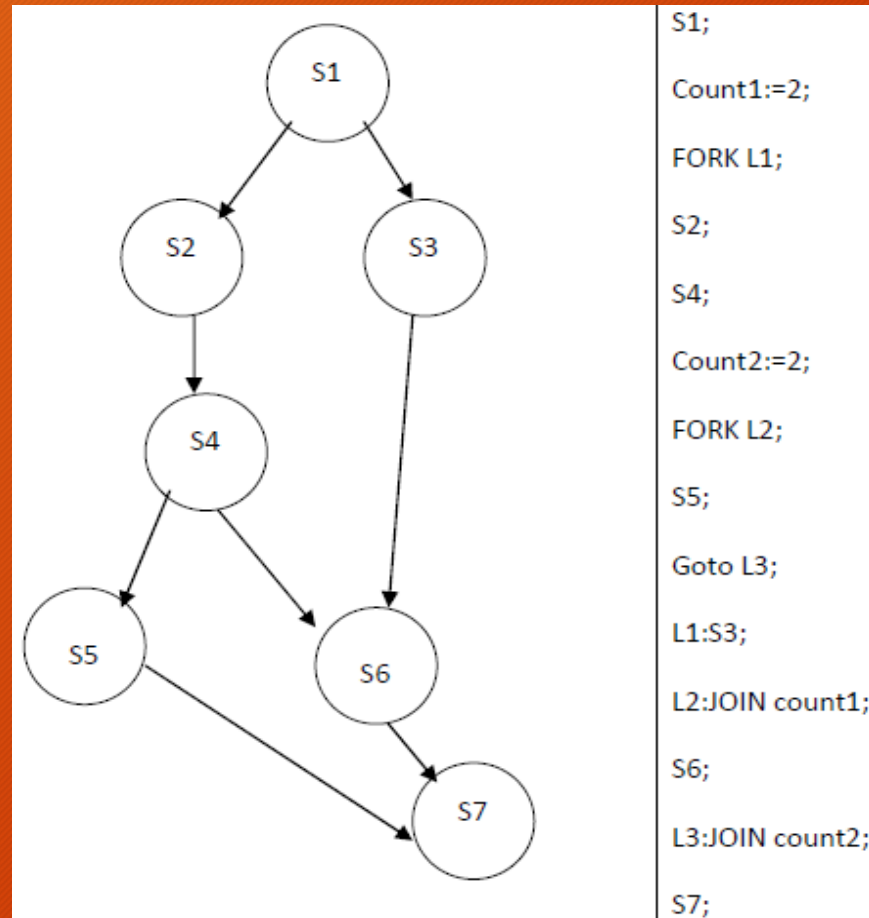 S1
S2
S3
S4
S5
S6
S7
S1;
Count1:=2;
FORK L1;
S2;
S4;
Count2:=2;
FORK L2;
S5;
Goto L3;
L1:S3;
L2:JOIN count1;
S6;
L3:JOIN count2;
S7;